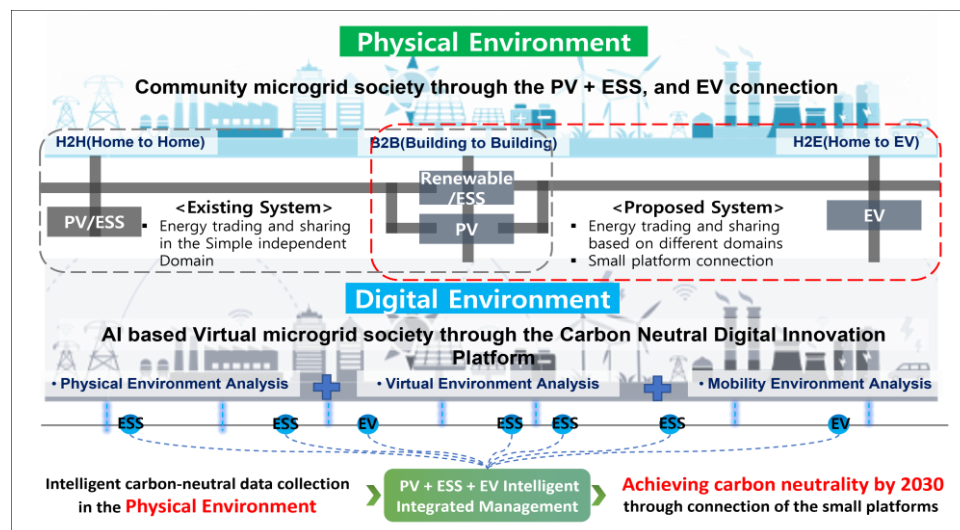 Physical Environment
Community microgrid society through the PV + ESS, and EV connection
H2H(Home to Home)
B2B(Building to Building)
H2E(Home to EV)
Renewable
/ESS
PV/ESS
<Existing System>
▪ Energy trading and sharing
in the Simple independent
Domain
PV
<Proposed System>
▪ Energy trading and sharing
based on different domains
▪ Small platform connection
EV
Digital Environment
AI based Virtual microgrid society through the Carbon Neutral Digital Innovation
Platform
• Physical Environment Analysis
• Virtual Environment Analysis
• Mobility Environment Analysis
ESS
ESS
EV
ESS
ESS
ESS
EV
Intelligent carbon-neutral data collection
in the Physical Environment
PV + ESS + EV Intelligent
Integrated Management
Achieving carbon neutrality by 2030
through connection of the small platforms